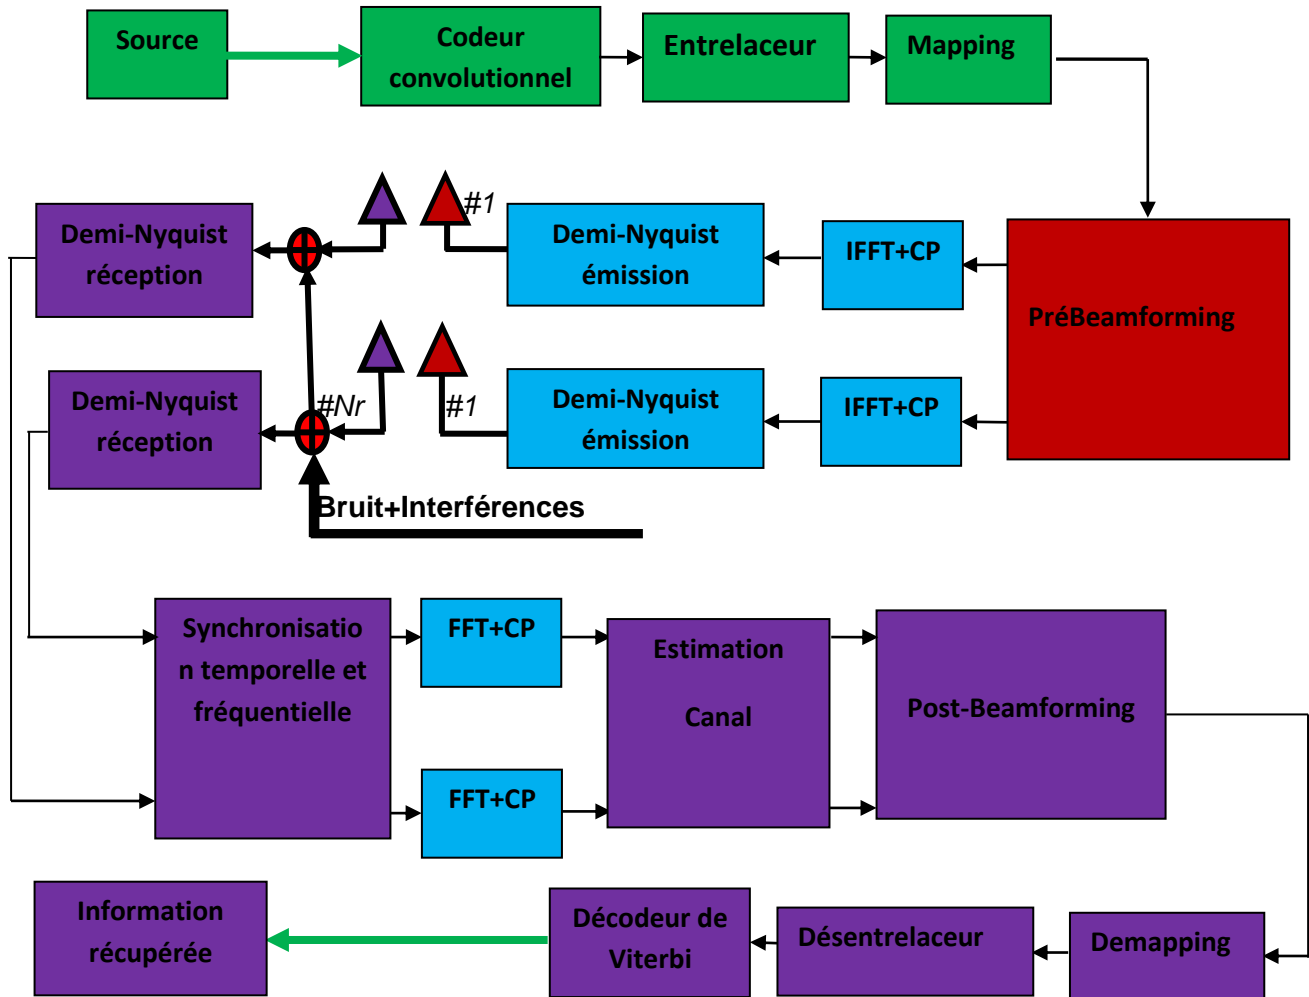 Source
Codeur
convolutionnel
Entrelaceur
Mapping
Demi-Nyquist
réception
#1
Demi-Nyquist
émission
IFFT+CP
PréBeamforming
Demi-Nyquist
réception
#Nr
#1
Demi-Nyquist
émission
IFFT+CP
Bruit+Interférences
Synchronisatio
n temporelle et
fréquentielle
FFT+CP
Estimation
Canal
Post-Beamforming
FFT+CP
Information
récupérée
Décodeur de
Viterbi
Désentrelaceur
Demapping